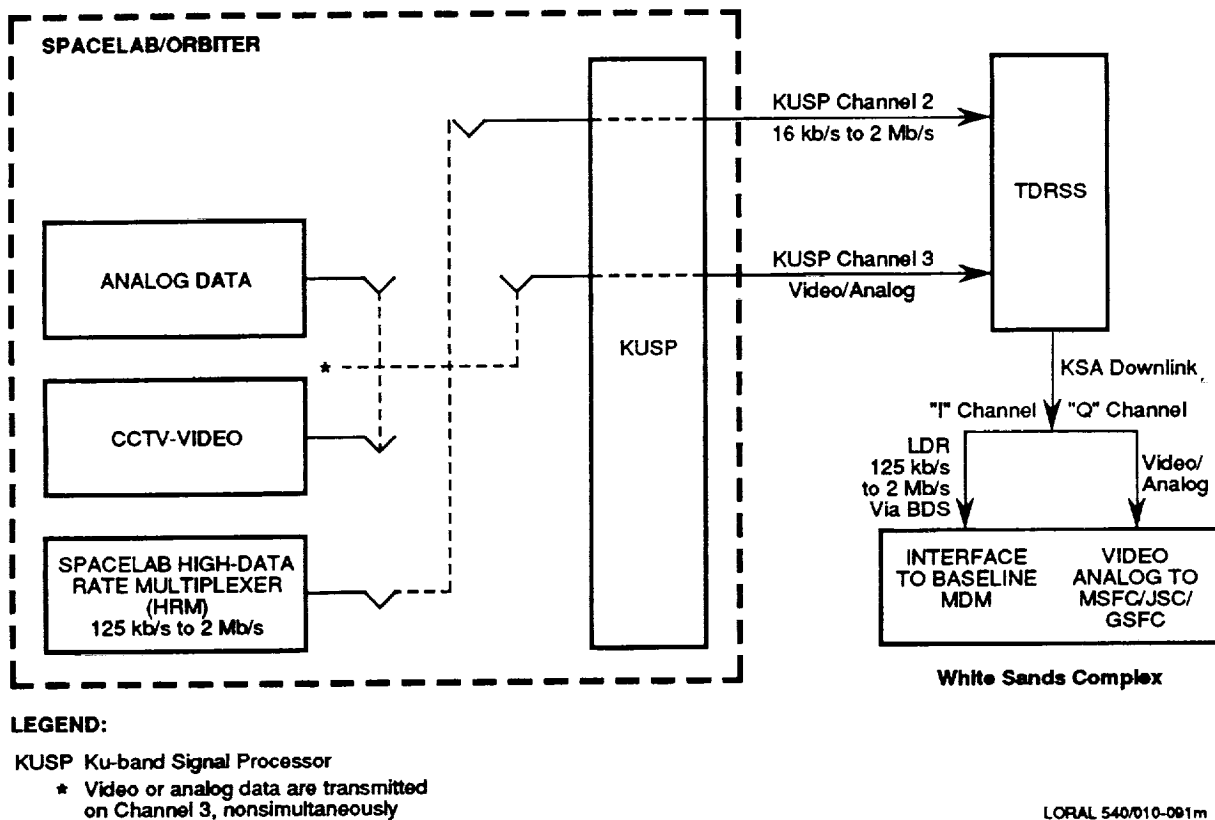 SPACELAB/ORBITER
KUSP Channel 2
16 kb/s to 2 Mb/s
TDRSS
ANALOG DATA
KUSP Channel 3
Video/Analog
KUSP
*
KSA Downlink
"I" Channel
"Q" Channel
CCTV-VIDEO
LDR
125 kb/s
to 2 Mb/s
Via BDS
Video/
Analog
SPACELAB HIGH-DATA
RATE MULTIPLEXER
(HRM)
125 kb/s to 2 Mb/s
INTERFACE
TO BASELINE
MDM
VIDEO
ANALOG TO
MSFC/JSC/
GSFC
White Sands Complex
LEGEND:
KUSP Ku-band Signal Processor
* Video or analog data are transmitted
on Channel 3, nonsimultaneously
LORAL 540/010-091m